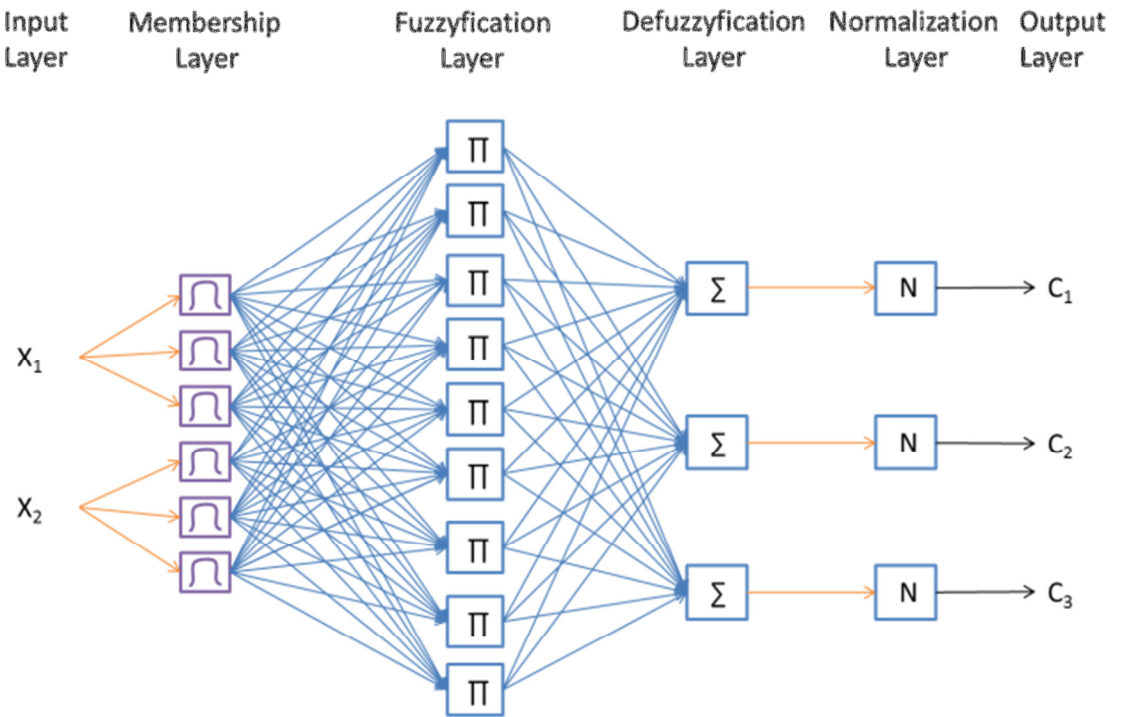 Input Layer
Membership Layer
Fuzzyfication Layer
Defuzzyfication Layer
Normalization Layer
Output Layer
X₁
X₂
∏
∏
∏
∏
∏
∏
∏
∏
∏
∑
∑
∑
N
N
N
C₁
C₂
C₃